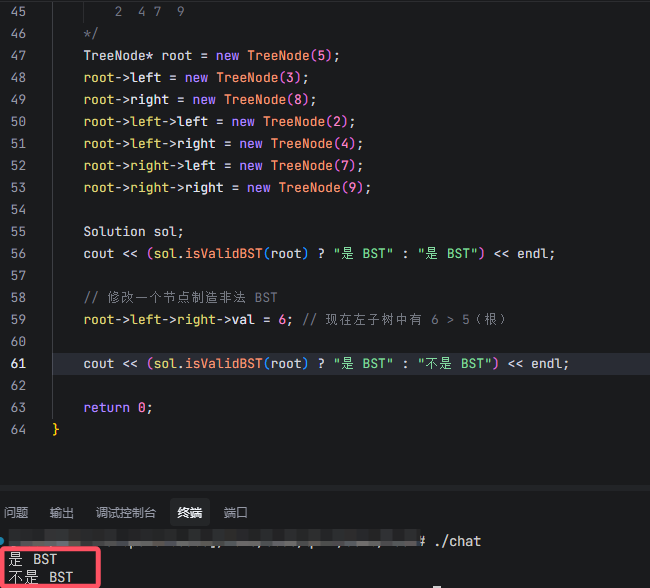 45 2 4 7 9
46 */
47 TreeNode* root = new TreeNode(5);
48 root->left = new TreeNode(3);
49 root->right = new TreeNode(8);
50 root->left->left = new TreeNode(2);
51 root->left->right = new TreeNode(4);
52 root->right->left = new TreeNode(7);
53 root->right->right = new TreeNode(9);
54
55 Solution sol;
56 cout << (sol.isValidBST(root) ? "是 BST" : "是 BST") << endl;
57
58 // 修改一个节点制造非法 BST
59 root->left->right->val = 6; // 现在左子树中有 6 > 5（根）
60
61 cout << (sol.isValidBST(root) ? "是 BST" : "不是 BST") << endl;
62
63 return 0;
64 }
问题 输出 调试控制台 终端 端口
# ./chat
是 BST
不是 BST